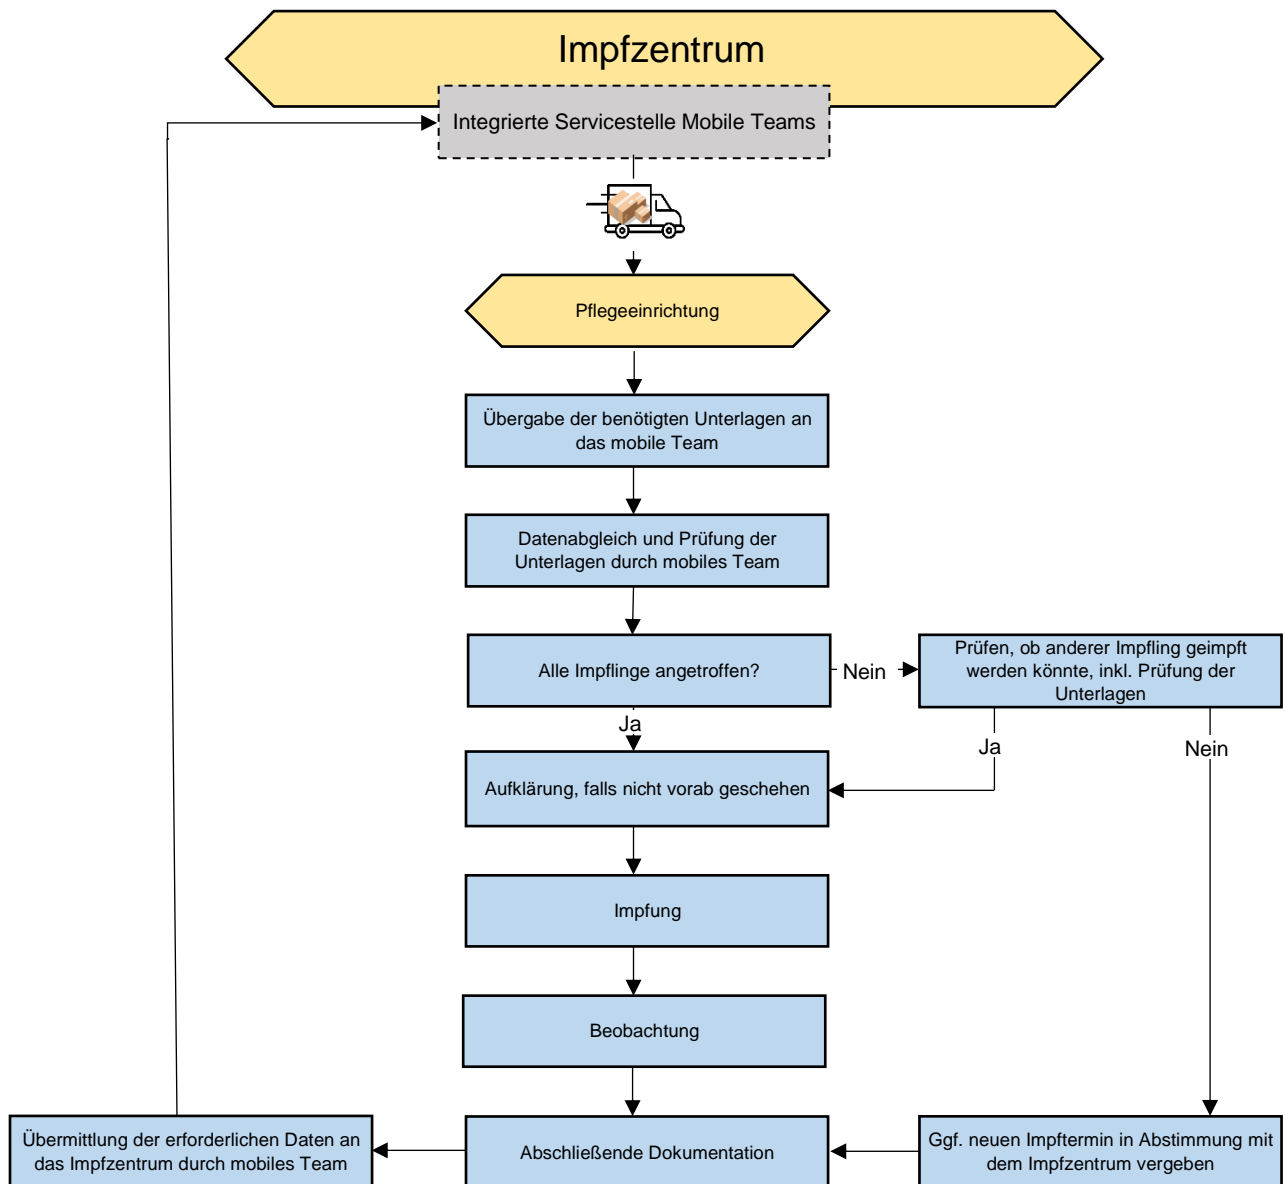 Impfzentrum
Integrierte Servicestelle Mobile Teams
Pflegeeinrichtung
Übergabe der benötigten Unterlagen an
das mobile Team
Datenabgleich und Prüfung der
Unterlagen durch mobiles Team
Alle Impflinge angetroffen?
Nein
Prüfen, ob anderer Impfling geimpft
werden könnte, inkl. Prüfung der
Unterlagen
Ja
Ja
Nein
Aufklärung, falls nicht vorab geschehen
Impfung
Beobachtung
Übermittlung der erforderlichen Daten an
das Impfzentrum durch mobiles Team
Abschließende Dokumentation
Ggf. neuen Impftermin in Abstimmung mit
dem Impfzentrum vergeben